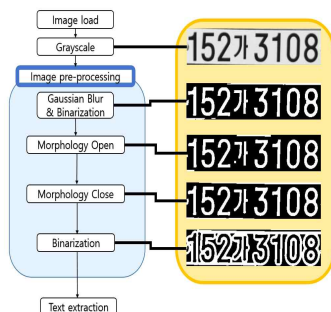 Image load
Grayscale
Image pre-processing
Gaussian Blur
& Binarization
Morphology Open
Morphology Close
Binarization
Text extraction
152가 3108
152가 3108
152가 3108
152가 3108
152가 3108